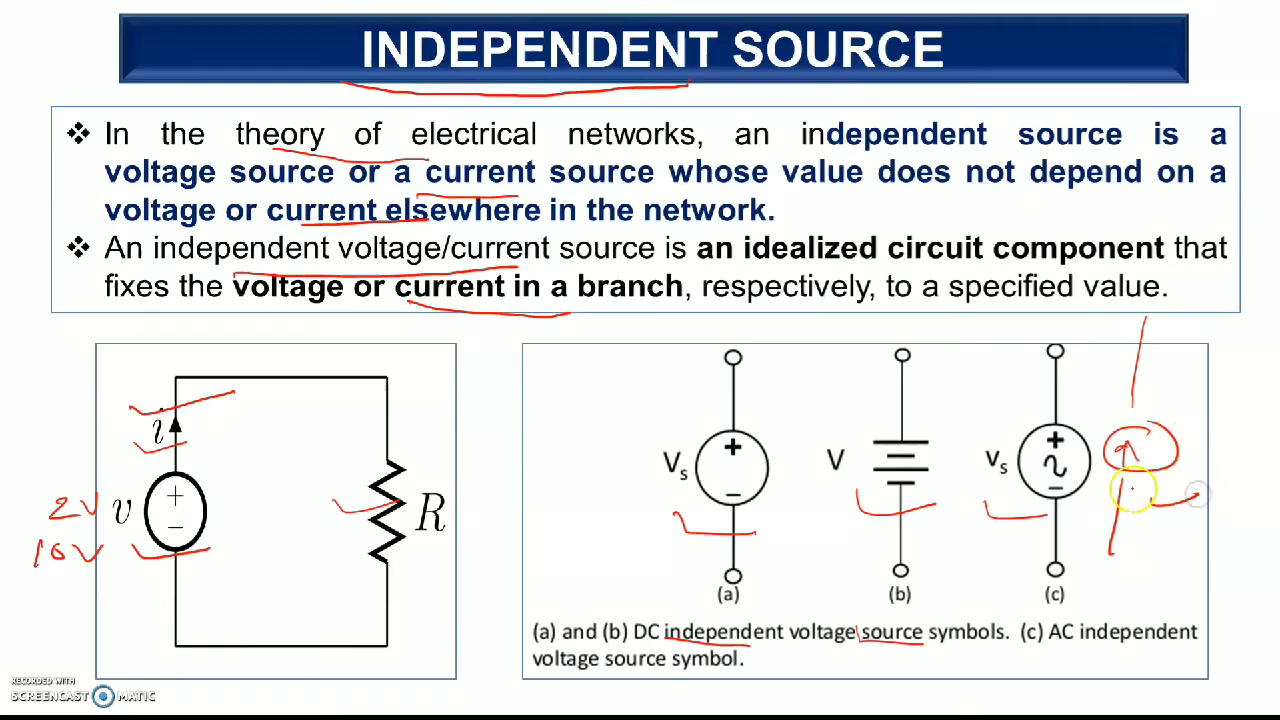 INDEPENDENT SOURCE
❖ In the theory of electrical networks, an independent source is a
voltage source or a current source whose value does not depend on a
voltage or current elsewhere in the network.
❖ An independent voltage/current source is an idealized circuit component that
fixes the voltage or current in a branch, respectively, to a specified value.
i
2V
v
10V
R
+
−
Vs
+
−
V
vs
+
−
(a)
(b)
(c)
(a) and (b) DC independent voltage source symbols. (c) AC independent
voltage source symbol.
RECORDED WITH
SCREENCAST MATIC